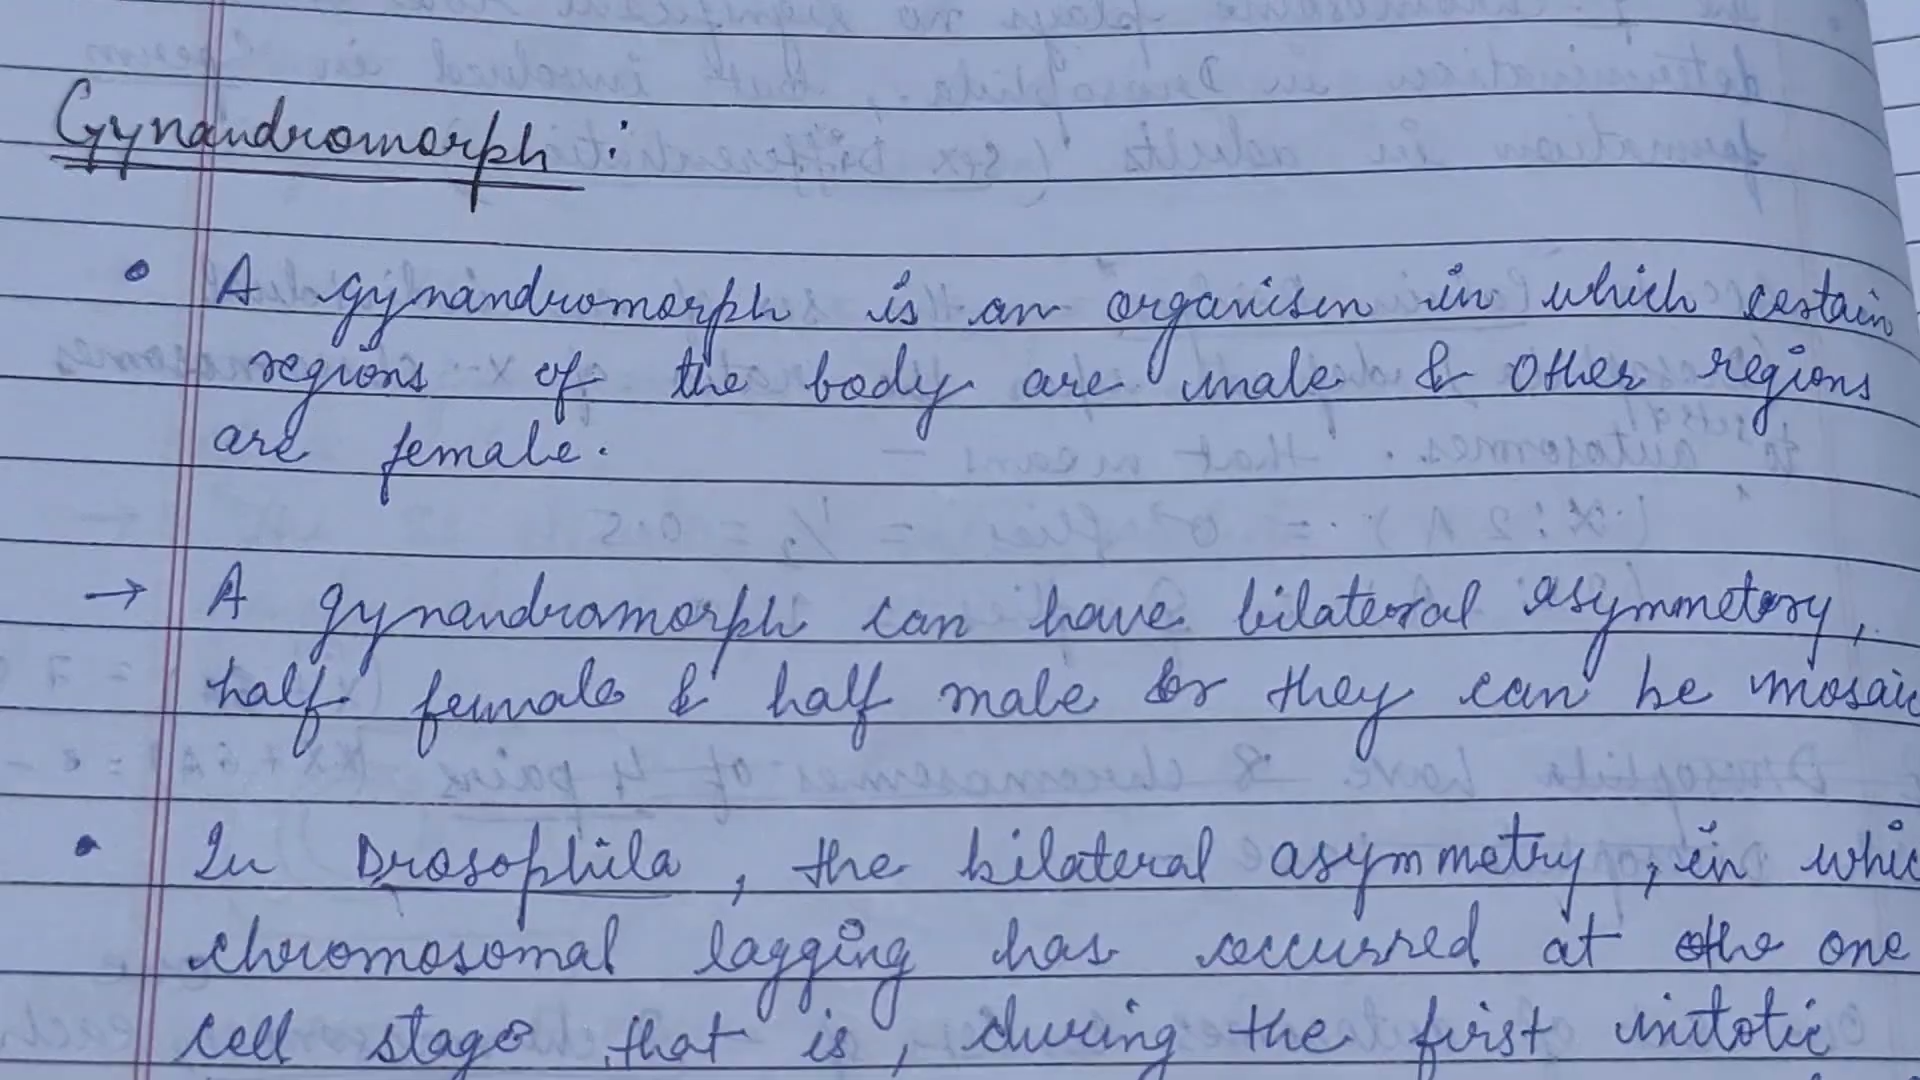 Gynandromorph :
• A gynandromorph is an organism in which certain
regions of the body are male & other regions
are female.
→ A gynandromorph can have bilateral asymmetory,
half female & half male or they can be mosaic
• In Drosophila, the bilateral asymmetry, in whic
chromosomal lagging has occurred at the one
cell stage that is, during the first mitotic